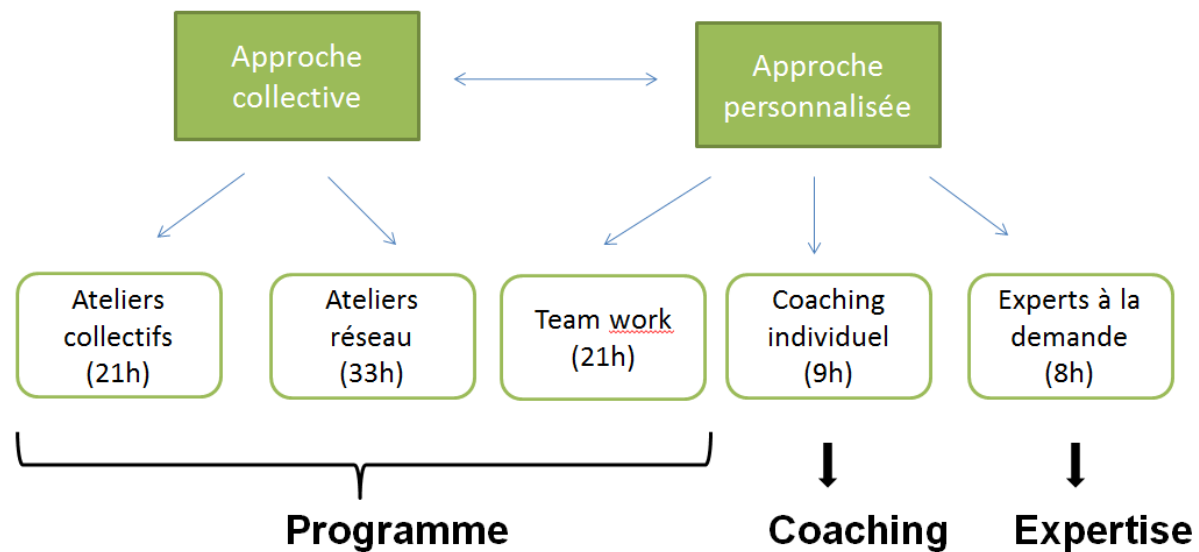 Approche
collective
Approche
personnalisée
Ateliers
collectifs
(21h)
Ateliers
réseau
(33h)
Team work
(21h)
Coaching
individuel
(9h)
Experts à la
demande
(8h)
Programme
Coaching
Expertise